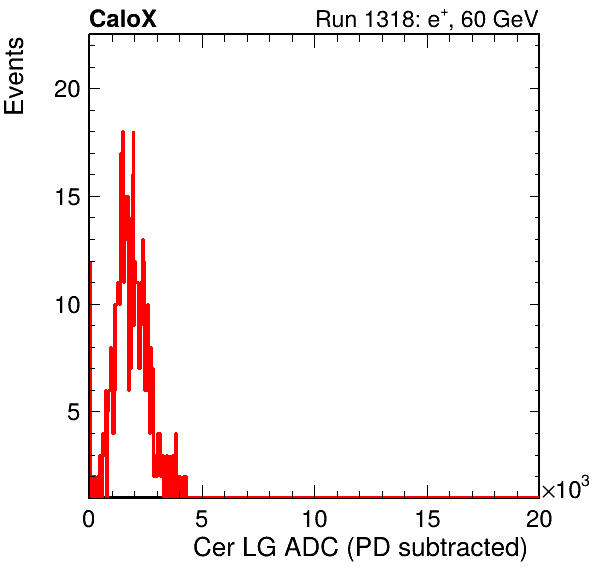 CaloX Run 1318: e⁺, 60 GeV
Events
20
15
10
5
0 5 10 15 20
×10³
Cer LG ADC (PD subtracted)